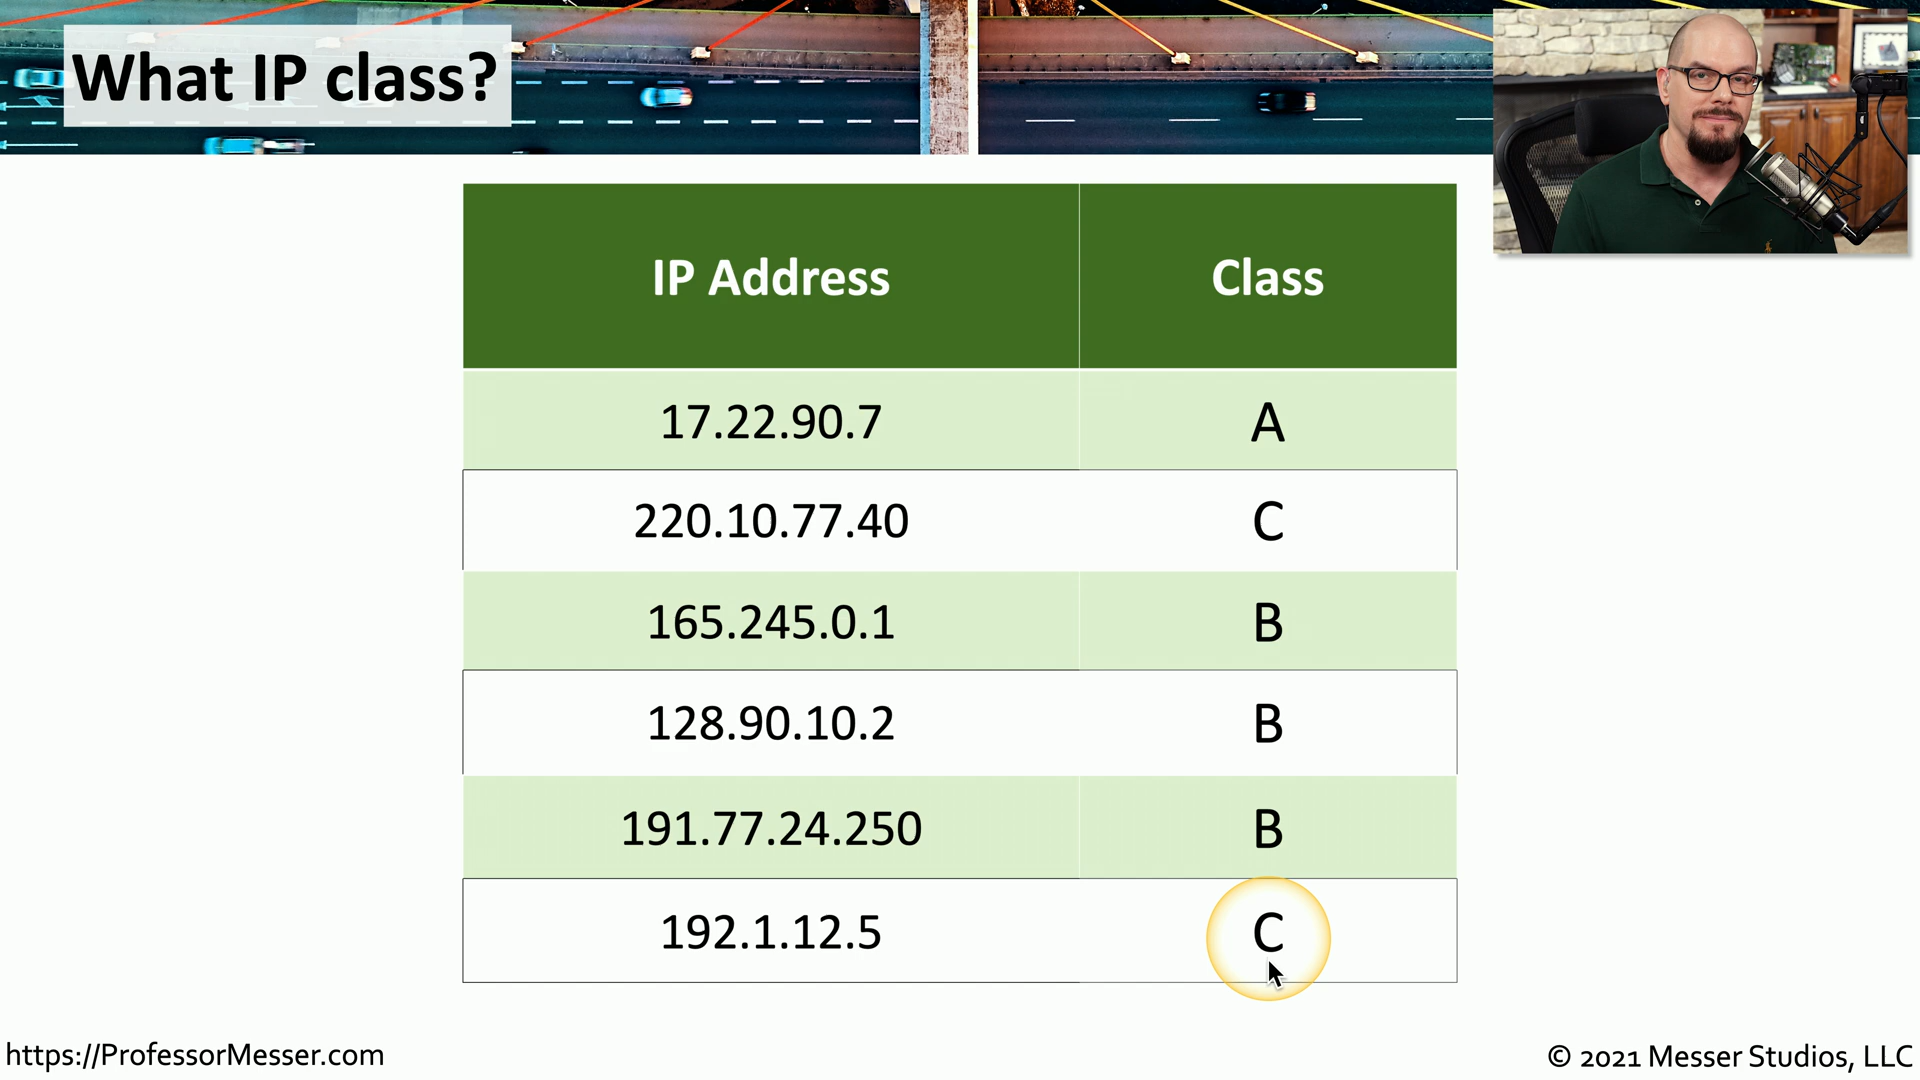 What IP class?
IP Address Class
17.22.90.7 A
220.10.77.40 C
165.245.0.1 B
128.90.10.2 B
191.77.24.250 B
192.1.12.5 C
https://ProfessorMesser.com © 2021 Messer Studios, LLC